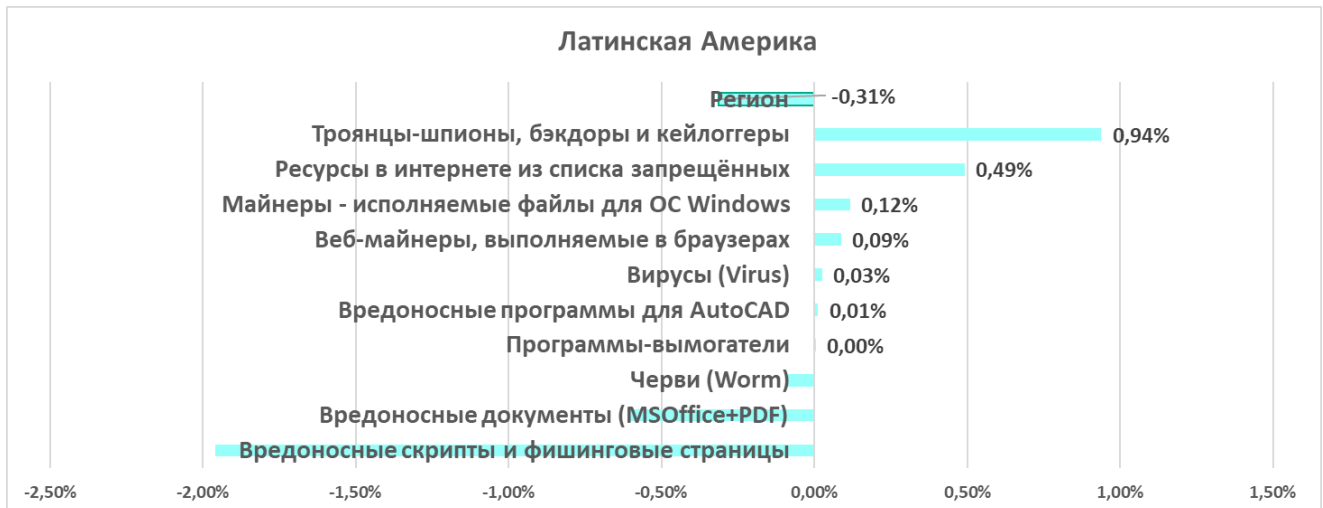 Латинская Америка
Регион -0,31%
Троянцы-шпионы, бэкдоры и кейлоггеры 0,94%
Ресурсы в интернете из списка запрещённых 0,49%
Майнеры - исполняемые файлы для ОС Windows 0,12%
Веб-майнеры, выполняемые в браузерах 0,09%
Вирусы (Virus) 0,03%
Вредоносные программы для AutoCAD 0,01%
Программы-вымогатели 0,00%
Черви (Worm)
Вредоносные документы (MSOffice+PDF)
Вредоносные скрипты и фишинговые страницы
-2,50% -2,00% -1,50% -1,00% -0,50% 0,00% 0,50% 1,00% 1,50%